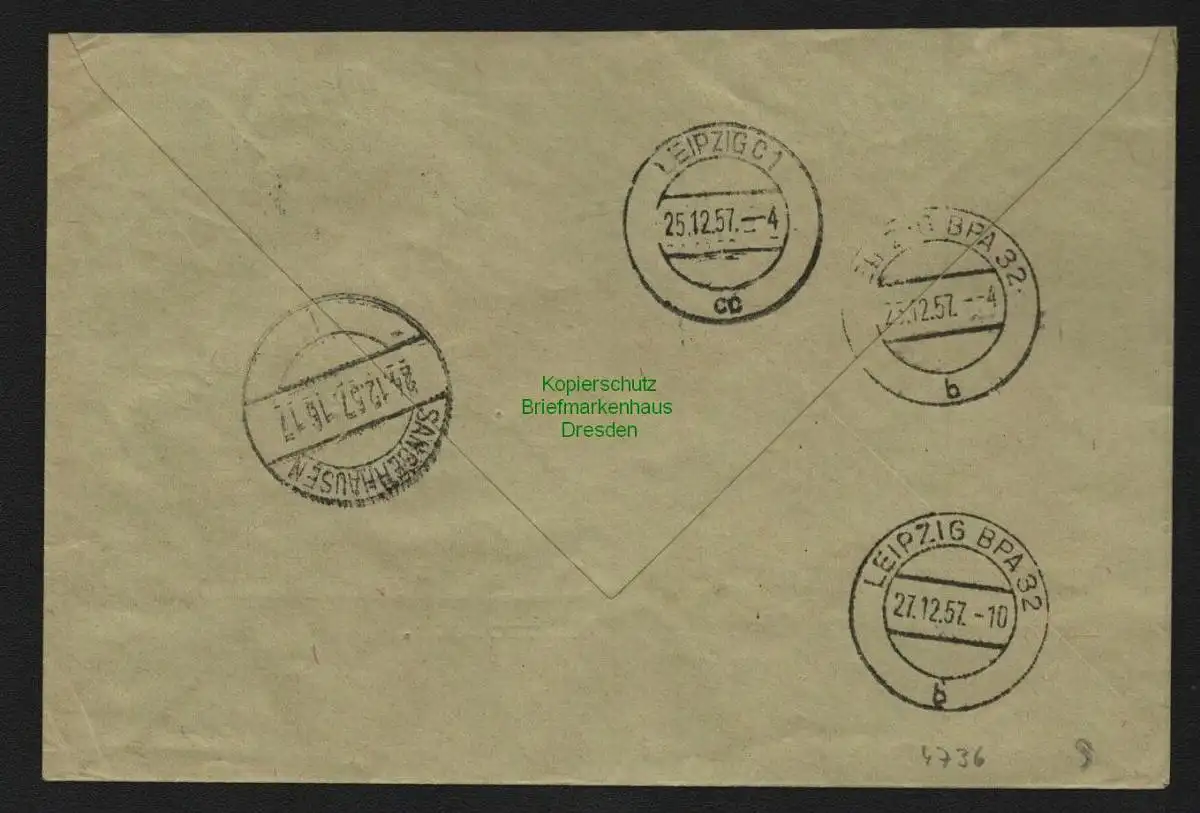 LEIPZIG C1
25.12.57.-4
cc
BPA 32
.12.57.--4
b
1
24.12.57.16-17
SANGERHAUSEN
Kopierschutz
Briefmarkenhaus
Dresden
LEIPZIG BPA 32
27.12.57.-10
b
4736